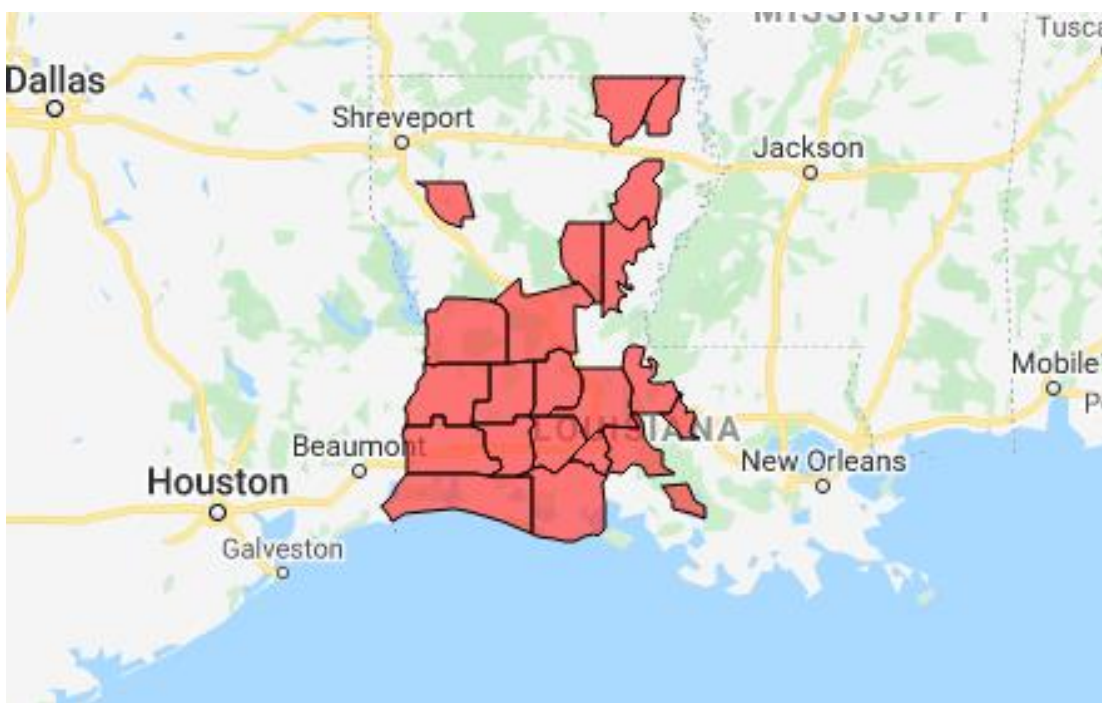 MISSISSIPPI
Tusca
Dallas
Shreveport
Jackson
Mobile
P
LOUISIANA
Beaumont
New Orleans
Houston
Galveston